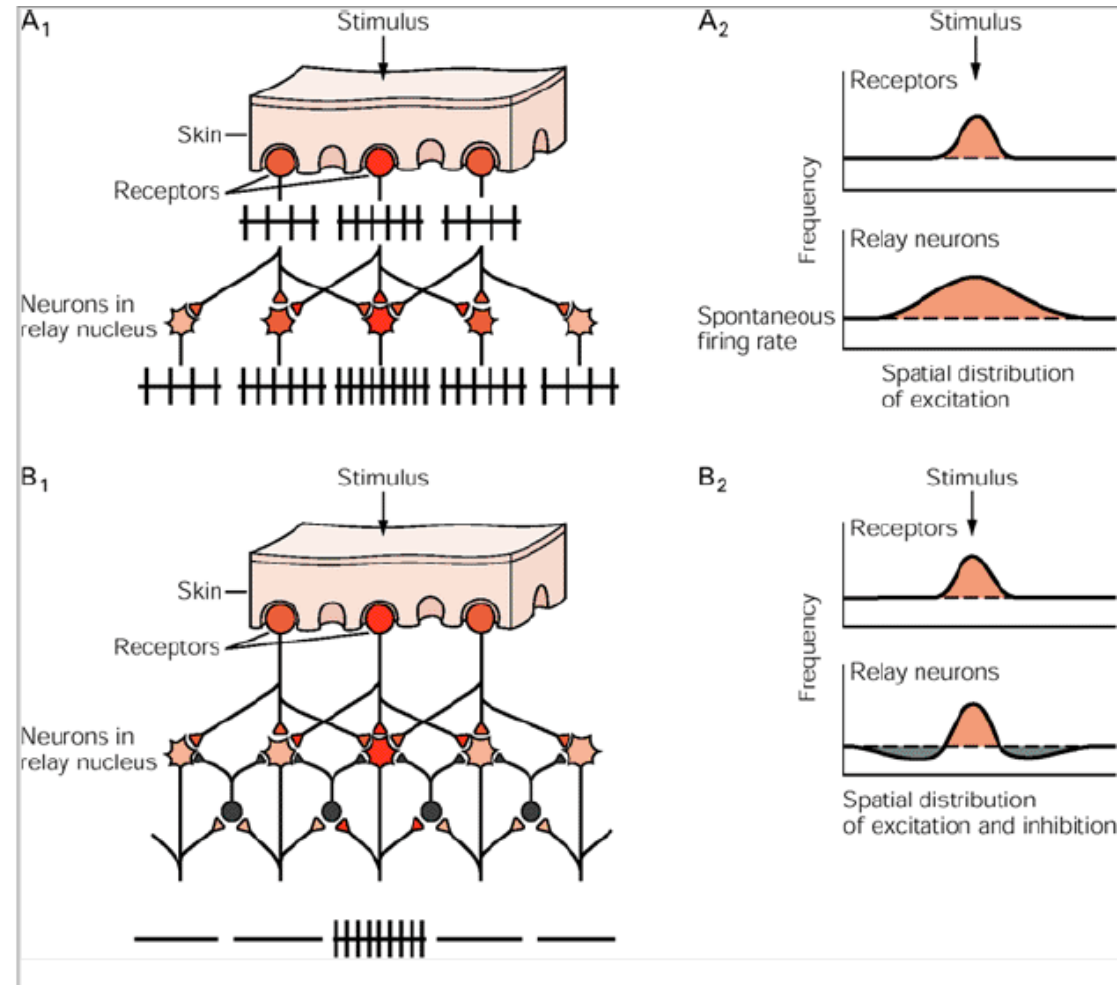 A1
Stimulus
Skin
Receptors
Neurons in
relay nucleus
A2
Stimulus
Receptors
Frequency
Relay neurons
Spontaneous
firing rate
Spatial distribution
of excitation
B1
Stimulus
Skin
Receptors
Neurons in
relay nucleus
B2
Stimulus
Receptors
Frequency
Relay neurons
Spatial distribution
of excitation and inhibition